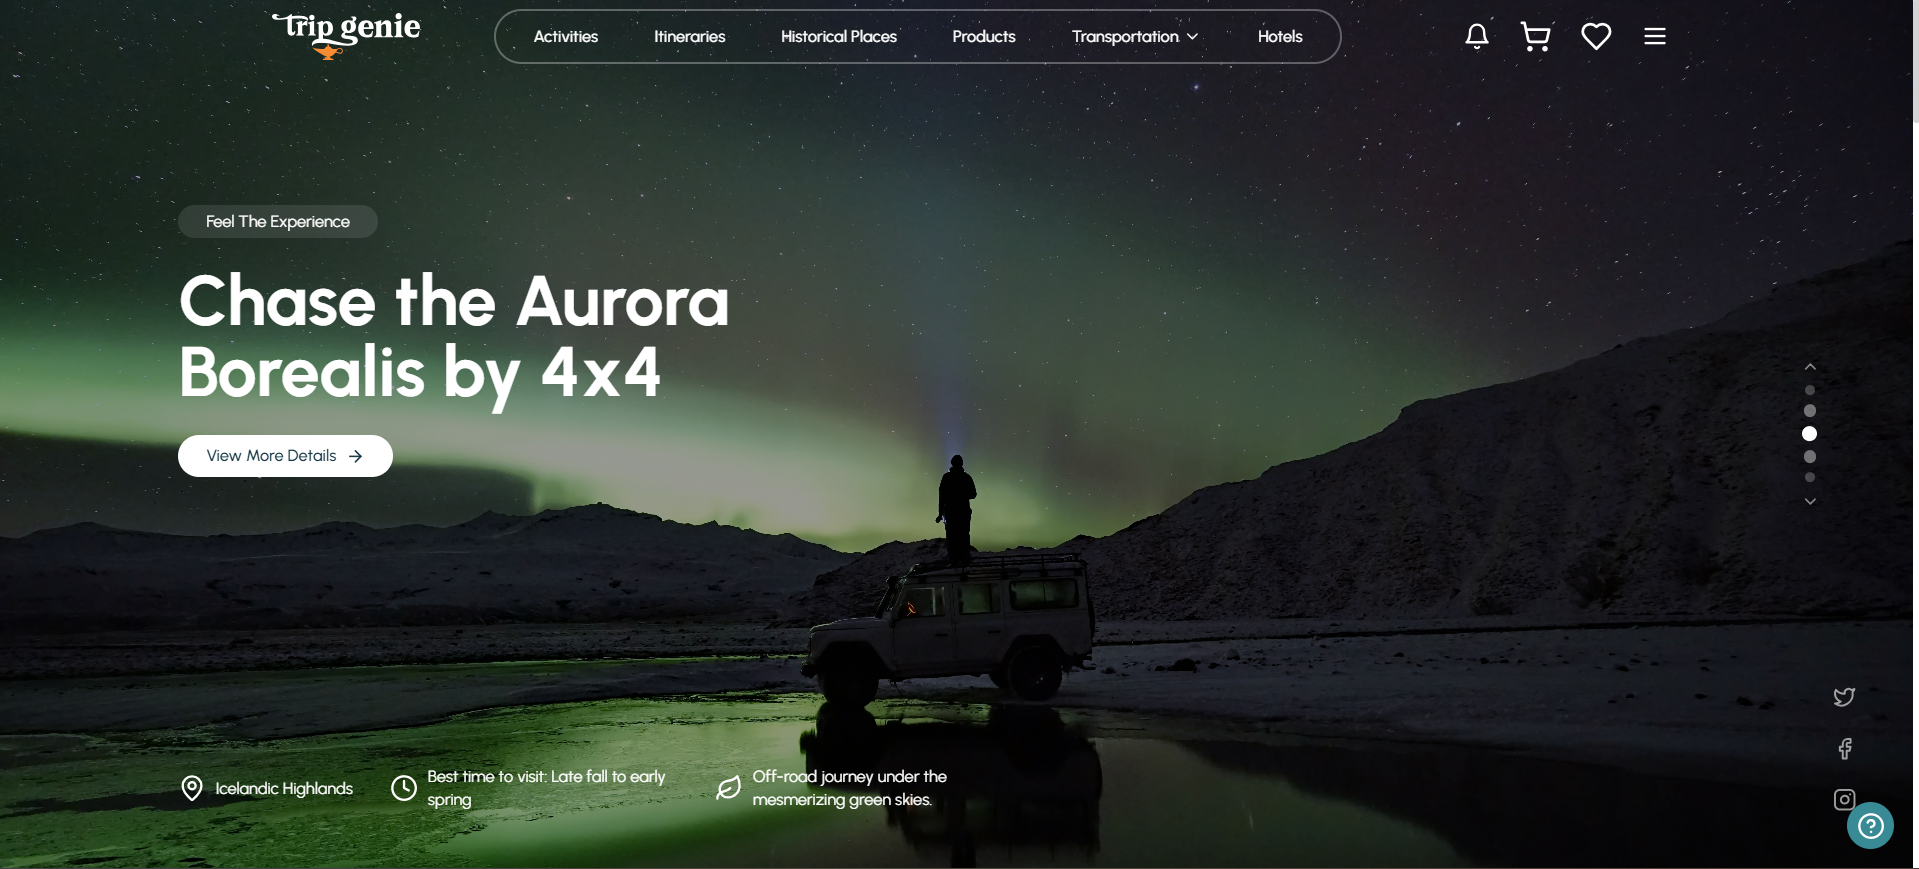 trip genie
Activities
Itineraries
Historical Places
Products
Transportation
Hotels
Feel The Experience
Chase the Aurora
Borealis by 4x4
View More Details
Icelandic Highlands
Best time to visit: Late fall to early
spring
Off-road journey under the
mesmerizing green skies.